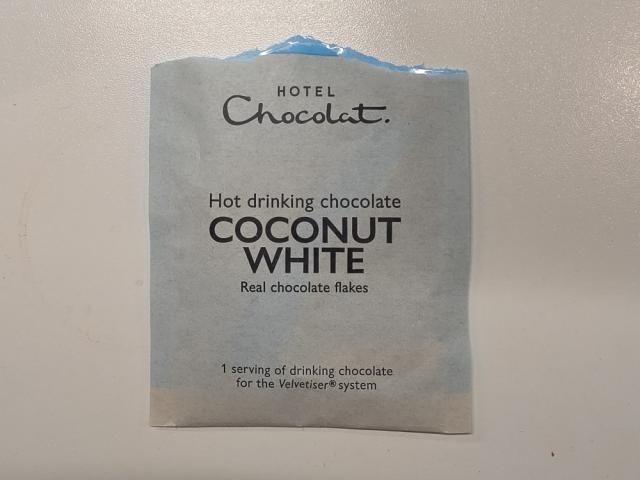 HOTEL
Chocolat.
Hot drinking chocolate
COCONUT
WHITE
Real chocolate flakes
1 serving of drinking chocolate
for the Velvetiser® system